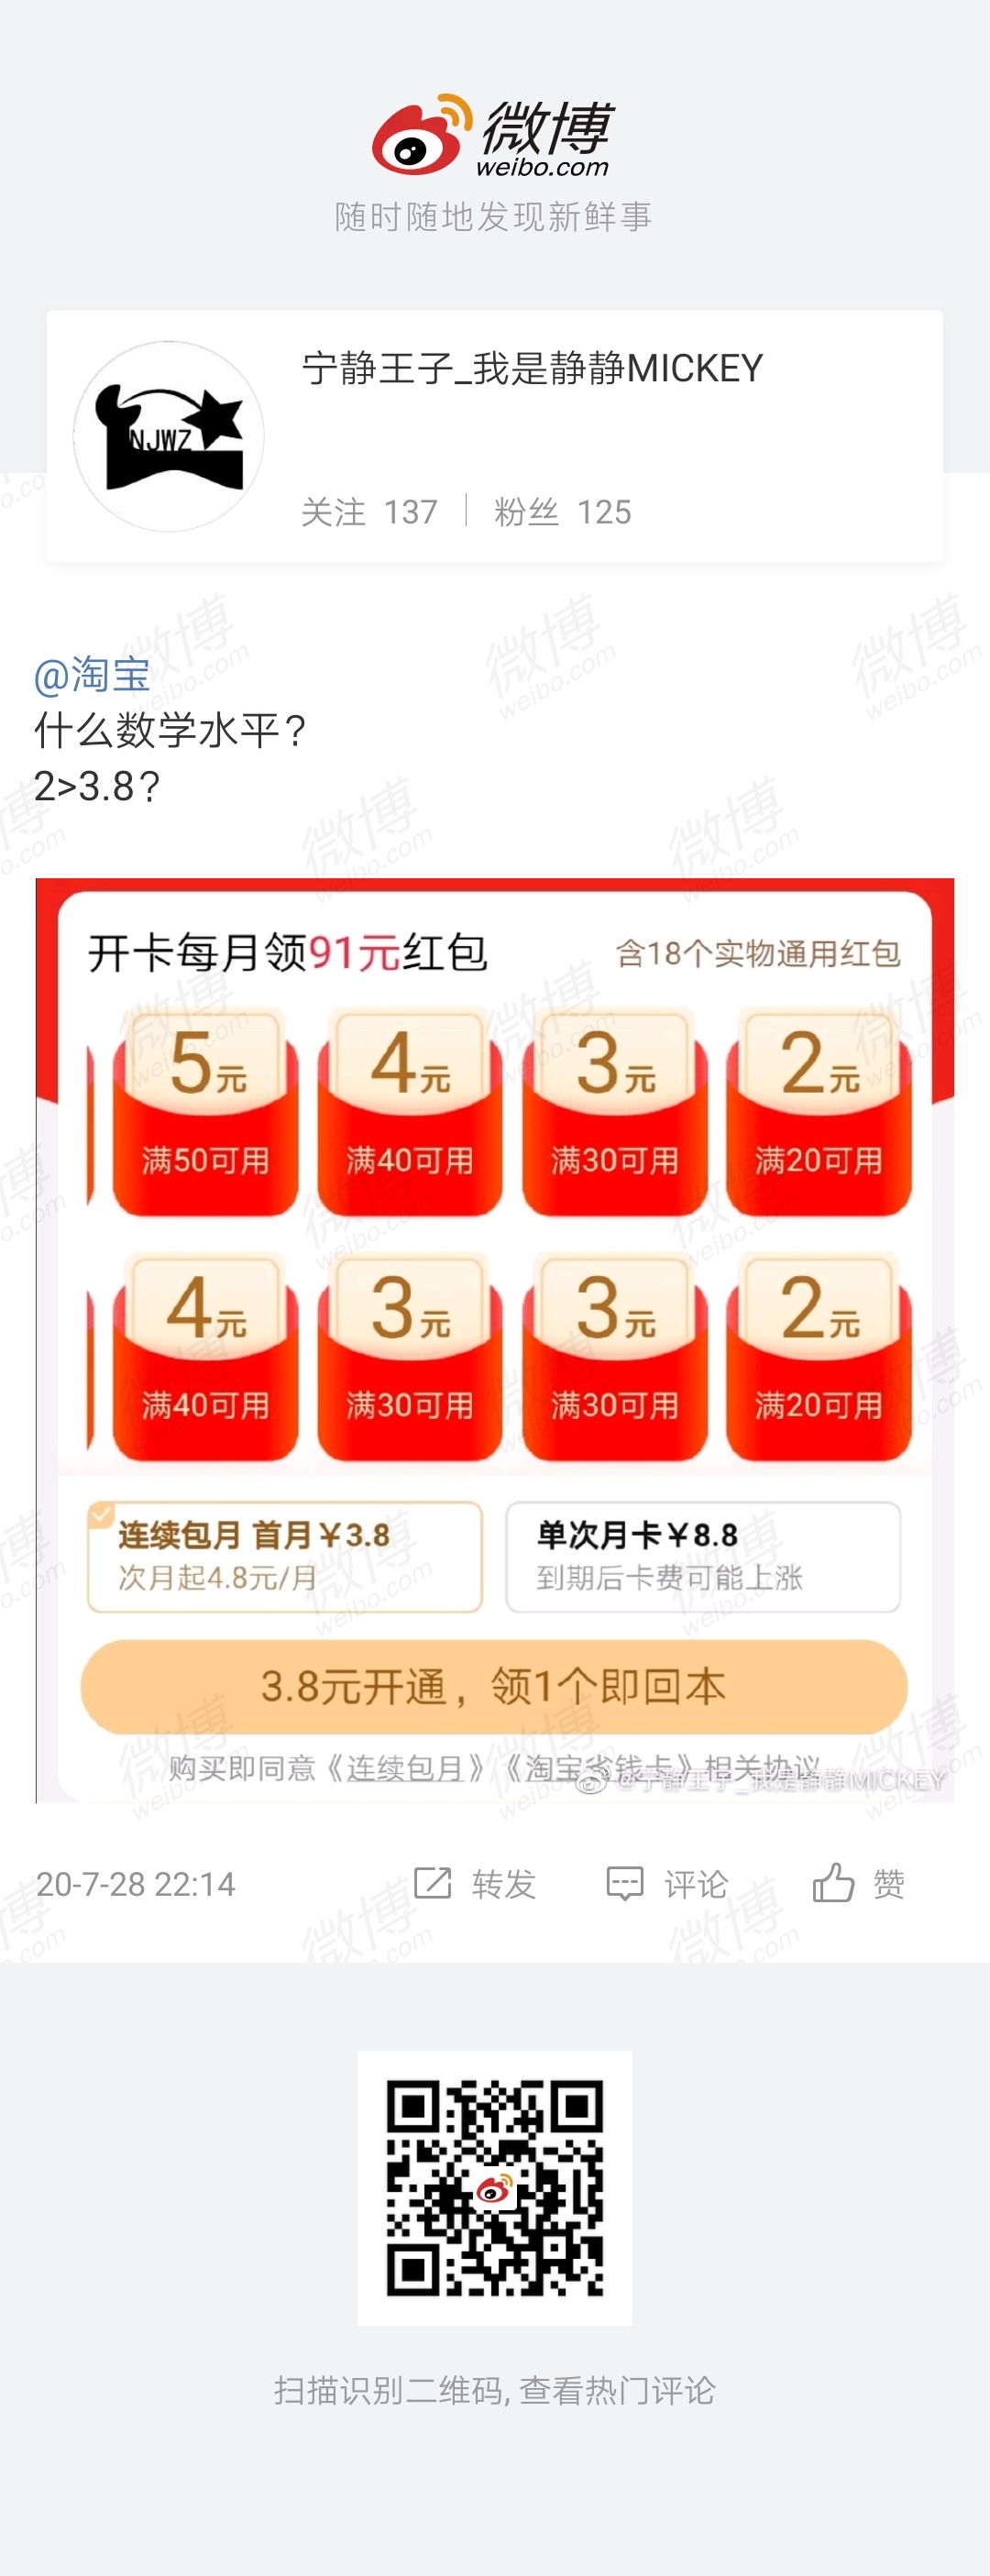 微博
weibo.com
随时随地发现新鲜事
宁静王子_我是静静MICKEY
NJWZ
关注 137 | 粉丝 125
@淘宝
什么数学水平?
2>3.8?
开卡每月领91元红包
含18个实物通用红包
5元 4元 3元 2元
满50可用 满40可用 满30可用 满20可用
4元 3元 3元 2元
满40可用 满30可用 满30可用 满20可用
连续包月 首月¥3.8
次月起4.8元/月
单次月卡¥8.8
到期后卡费可能上涨
3.8元开通，领1个即回本
购买即同意《连续包月》《淘宝省钱卡》相关协议
@宁静王子_我是静静MICKEY
20-7-28 22:14 转发 评论 赞
扫描识别二维码, 查看热门评论